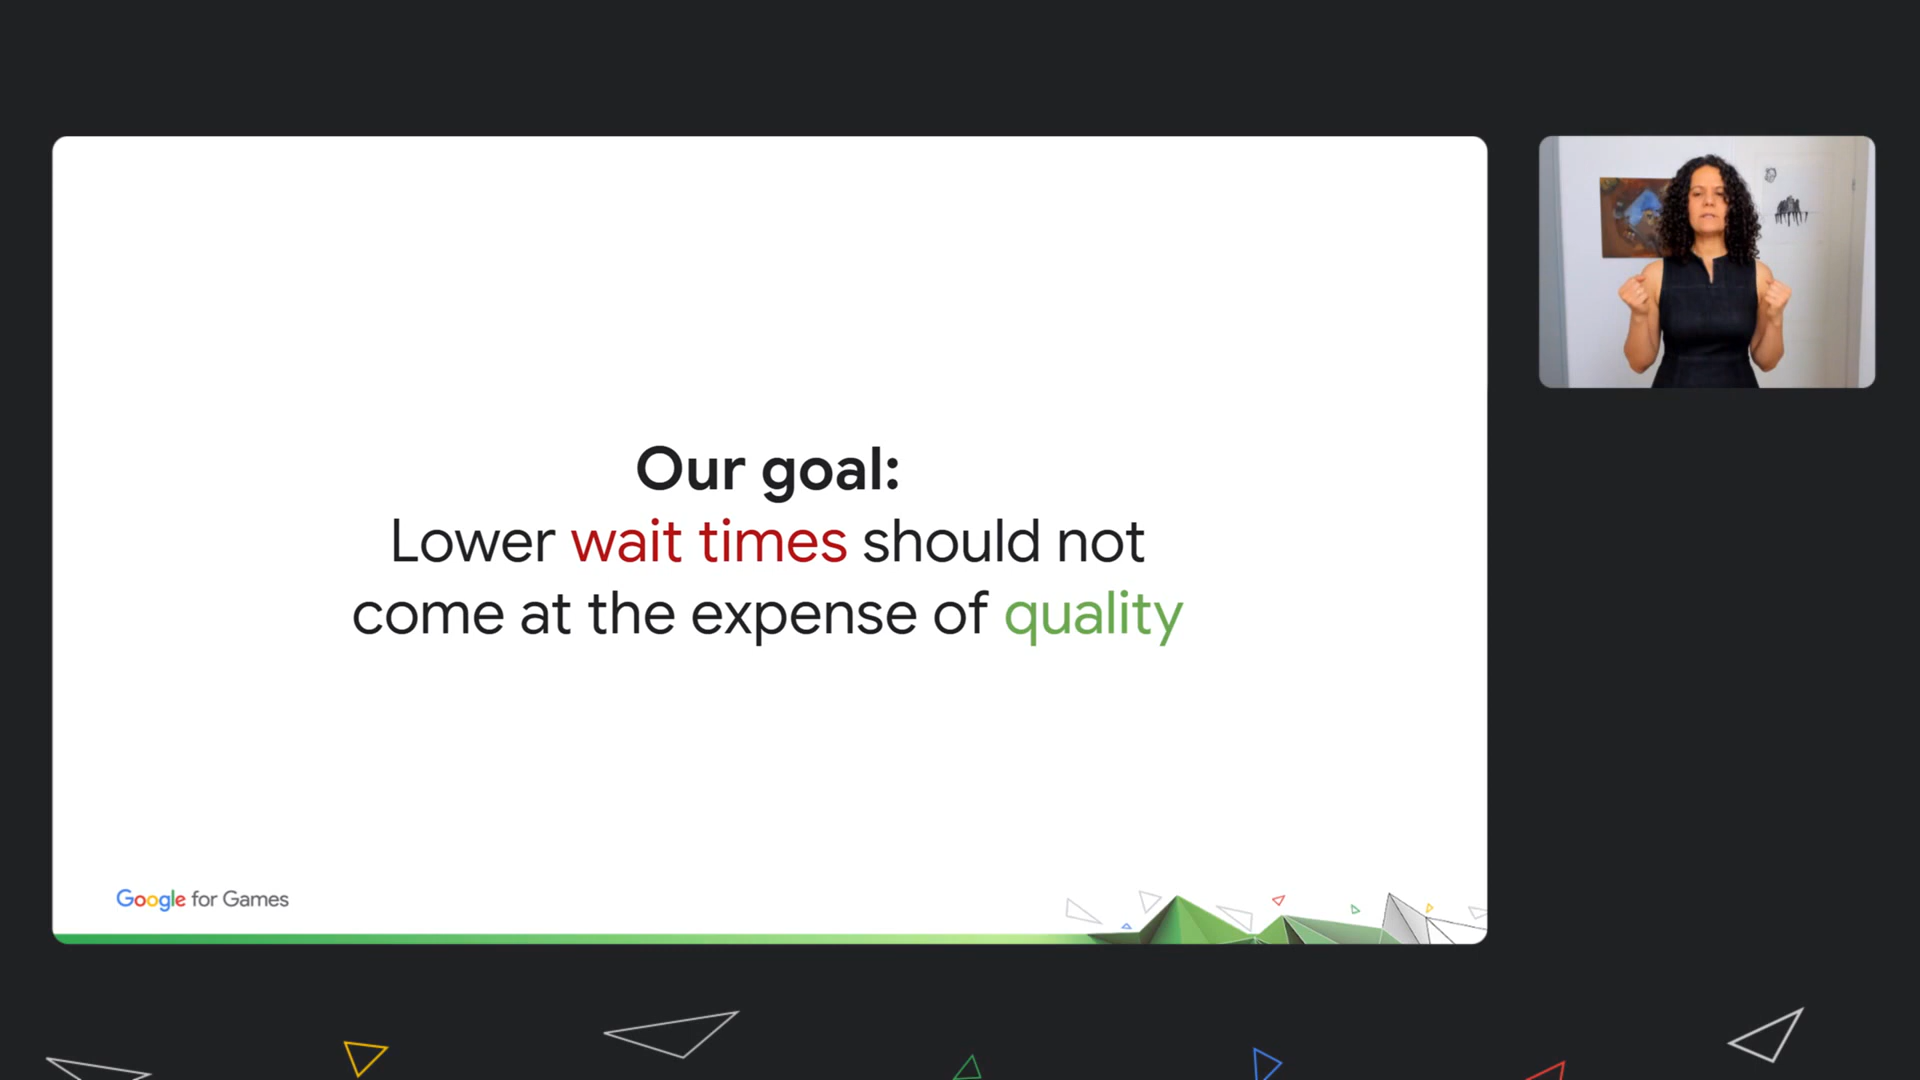 Our goal:
Lower wait times should not
come at the expense of quality
Google for Games